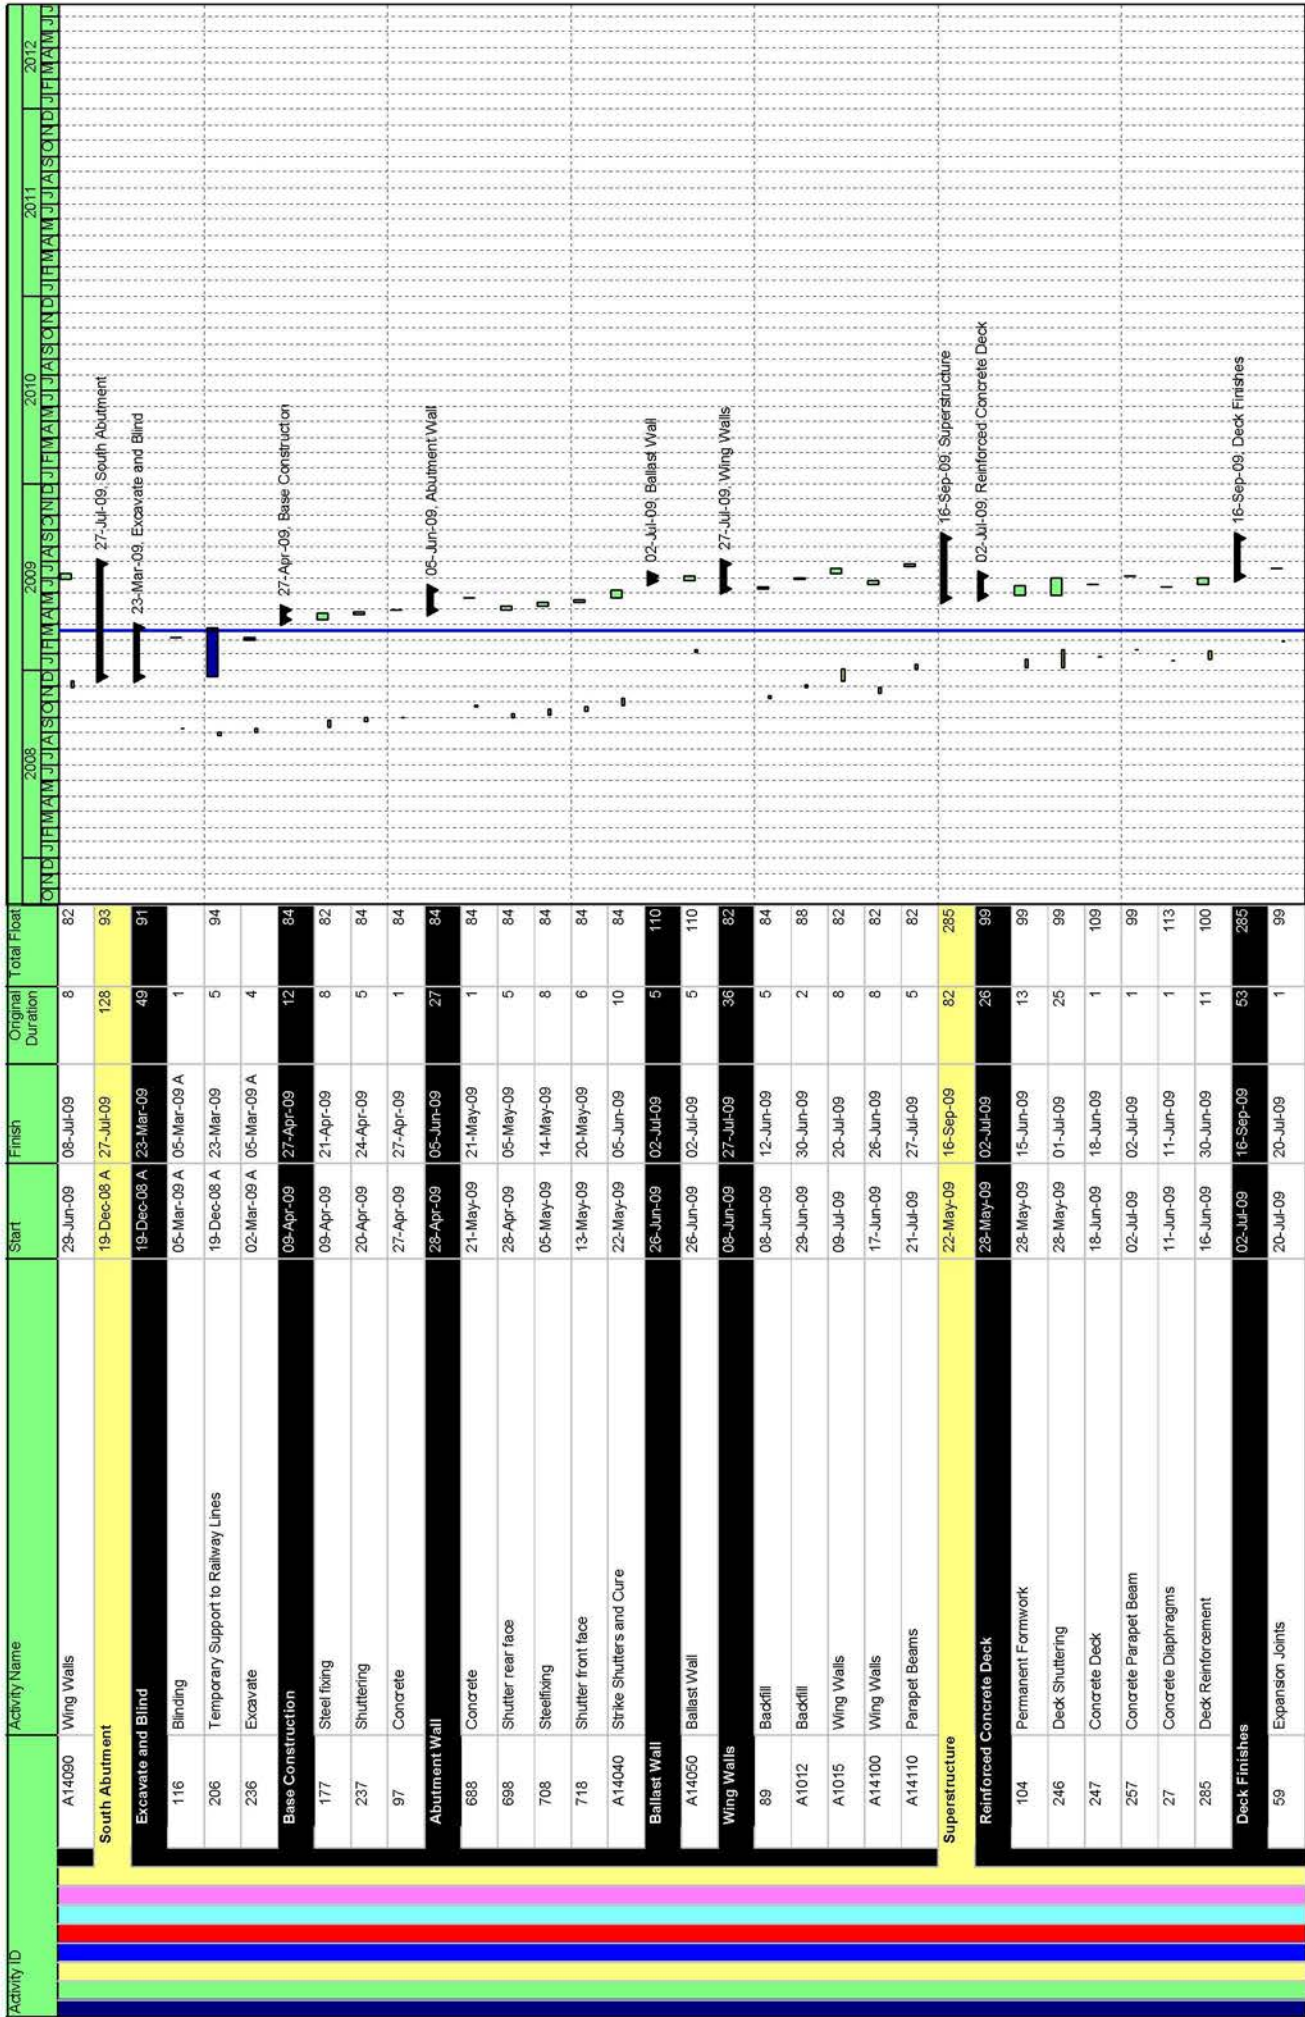 Activity ID Activity Name Start Finish Original Duration Total Float 2008 2009 2010 2011 2012
O N D J F M A M J J A S O N D J F M A M J J A S O N D J F M A M J J A S O N D J F M A M J J A S O N D J F M A M J J
A14090 Wing Walls 29-Jun-09 08-Jul-09 8 82
South Abutment 19-Dec-08 A 27-Jul-09 128 93 27-Jul-09, South Abutment
Excavate and Blind 19-Dec-08 A 23-Mar-09 49 91 23-Mar-09, Excavate and Blind
116 Blinding 05-Mar-09 A 05-Mar-09 A 1
206 Temporary Support to Railway Lines 19-Dec-08 A 23-Mar-09 5 94
236 Excavate 02-Mar-09 A 05-Mar-09 A 4
Base Construction 09-Apr-09 27-Apr-09 12 84 27-Apr-09, Base Construction
177 Steel fixing 09-Apr-09 21-Apr-09 8 82
237 Shuttering 20-Apr-09 24-Apr-09 5 84
97 Concrete 27-Apr-09 27-Apr-09 1 84
Abutment Wall 28-Apr-09 05-Jun-09 27 84 05-Jun-09, Abutment Wall
688 Concrete 21-May-09 21-May-09 1 84
698 Shutter rear face 28-Apr-09 05-May-09 5 84
708 Steelfixing 05-May-09 14-May-09 8 84
718 Shutter front face 13-May-09 20-May-09 6 84
A14040 Strike Shutters and Cure 22-May-09 05-Jun-09 10 84
Ballast Wall 26-Jun-09 02-Jul-09 5 110 02-Jul-09, Ballast Wall
A14050 Ballast Wall 26-Jun-09 02-Jul-09 5 110
Wing Walls 08-Jun-09 27-Jul-09 36 82 27-Jul-09, Wing Walls
89 Backfill 08-Jun-09 12-Jun-09 5 84
A1012 Backfill 29-Jun-09 30-Jun-09 2 88
A1015 Wing Walls 09-Jul-09 20-Jul-09 8 82
A14100 Wing Walls 17-Jun-09 26-Jun-09 8 82
A14110 Parapet Beams 21-Jul-09 27-Jul-09 5 82
Superstructure 22-May-09 16-Sep-09 82 285 16-Sep-09, Superstructure
Reinforced Concrete Deck 28-May-09 02-Jul-09 26 99 02-Jul-09, Reinforced Concrete Deck
104 Permanent Formwork 28-May-09 15-Jun-09 13 99
246 Deck Shuttering 28-May-09 01-Jul-09 25 99
247 Concrete Deck 18-Jun-09 18-Jun-09 1 109
257 Concrete Parapet Beam 02-Jul-09 02-Jul-09 1 99
27 Concrete Diaphragms 11-Jun-09 11-Jun-09 1 113
285 Deck Reinforcement 16-Jun-09 30-Jun-09 11 100
Deck Finishes 02-Jul-09 16-Sep-09 53 285 16-Sep-09, Deck Finishes
59 Expansion Joints 20-Jul-09 20-Jul-09 1 99